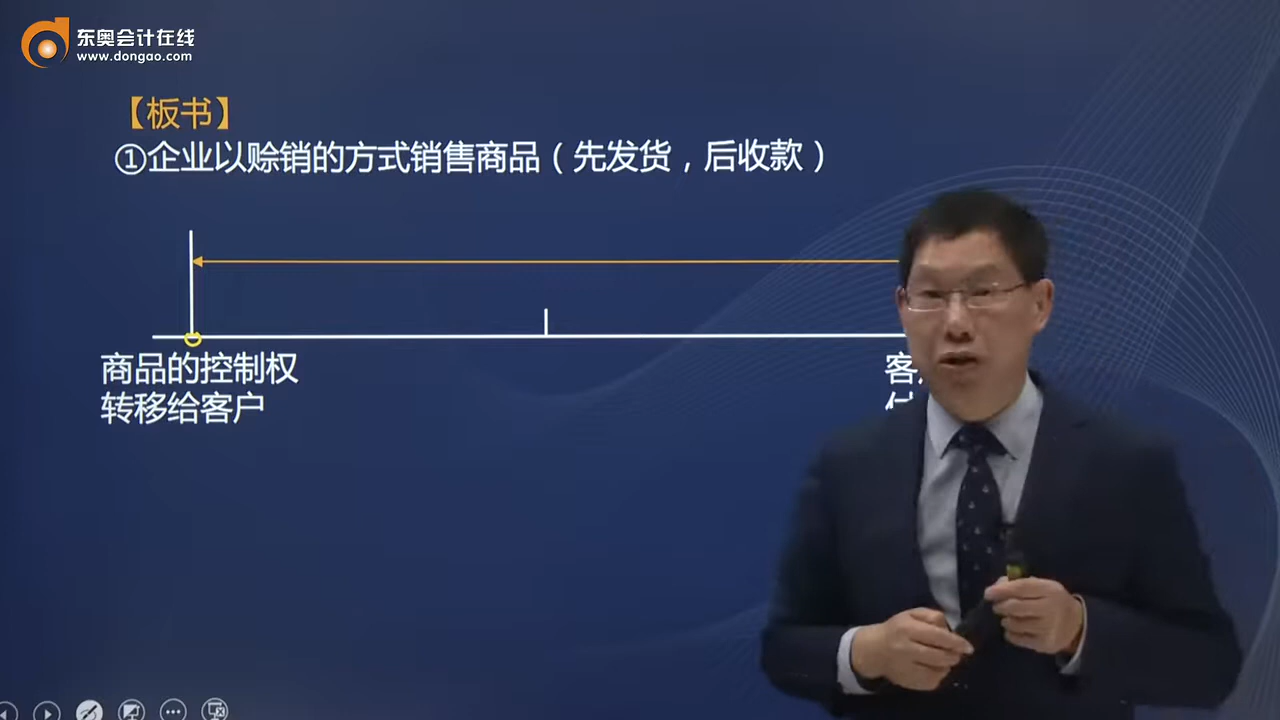 东奥会计在线
www.dongao.com
【板书】
①企业以赊销的方式销售商品（先发货，后收款）
商品的控制权
转移给客户
客